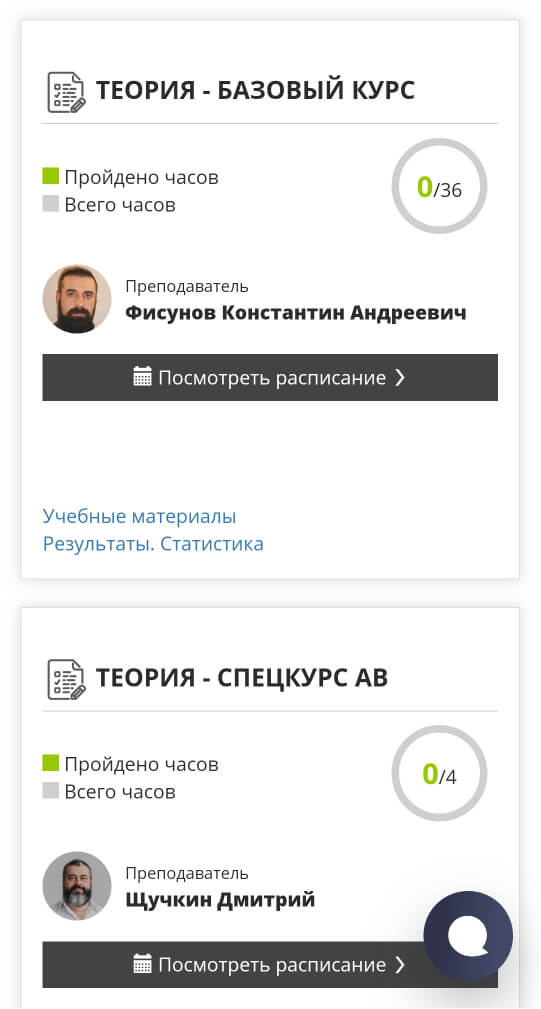 ТЕОРИЯ - БАЗОВЫЙ КУРС
Пройдено часов
Всего часов
0/36
Преподаватель
Фисунов Константин Андреевич
Посмотреть расписание
Учебные материалы
Результаты. Статистика
ТЕОРИЯ - СПЕЦКУРС АВ
Пройдено часов
Всего часов
0/4
Преподаватель
Щучкин Дмитрий
Посмотреть расписание